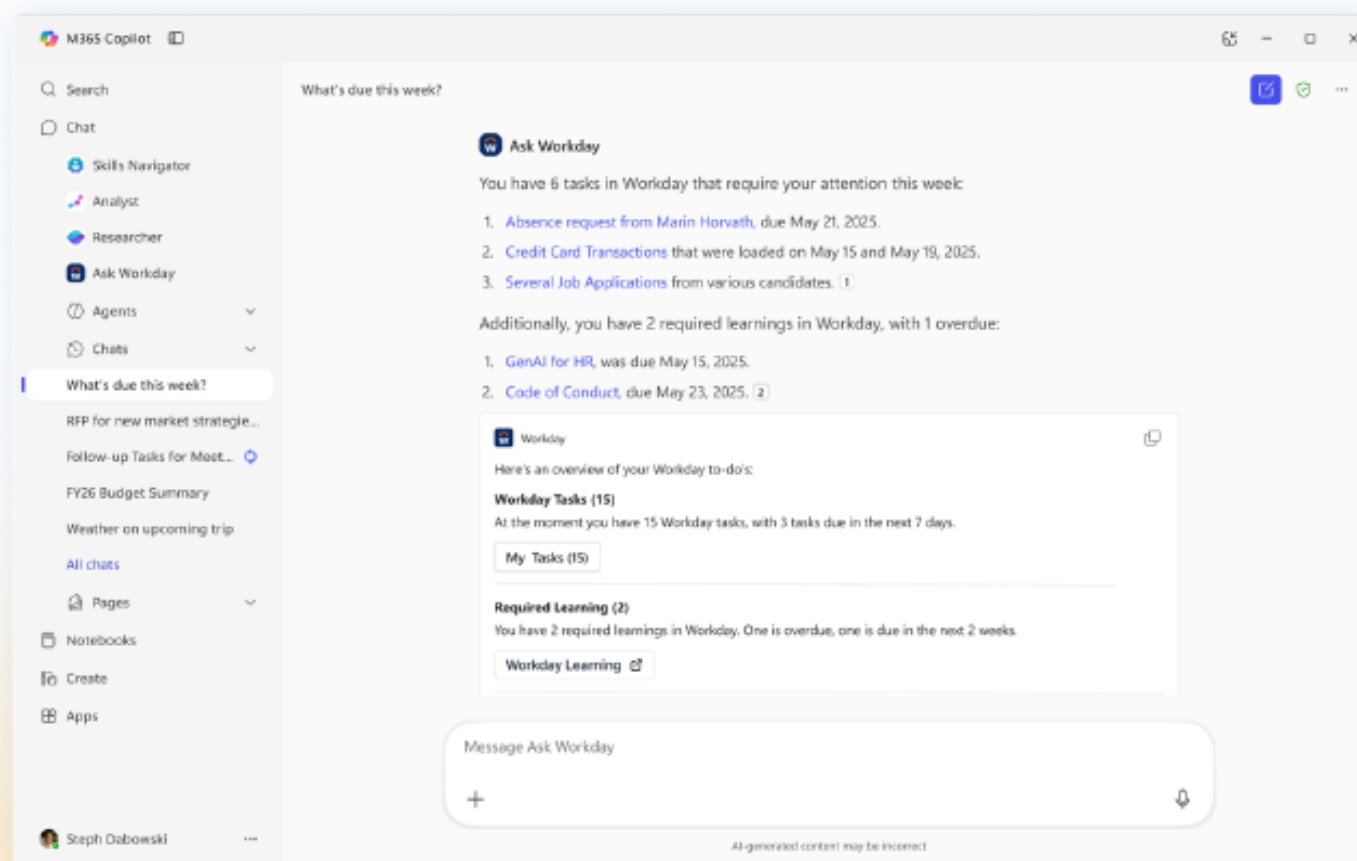 M365 Copilot
Search
Chat
Skills Navigator
Analyst
Researcher
Ask Workday
Agents
Chats
What's due this week?
RFP for new market strategie...
Follow-up Tasks for Meet...
FY26 Budget Summary
Weather on upcoming trip
All chats
Pages
Notebooks
Create
Apps
Steph Dabowski
What's due this week?
Ask Workday
You have 6 tasks in Workday that require your attention this week:
1. Absence request from Marin Horvath, due May 21, 2025.
2. Credit Card Transactions that were loaded on May 15 and May 19, 2025.
3. Several Job Applications from various candidates. 1
Additionally, you have 2 required learnings in Workday, with 1 overdue:
1. GenAI for HR, was due May 15, 2025.
2. Code of Conduct, due May 23, 2025. 2
Workday
Here's an overview of your Workday to-do's:
Workday Tasks (15)
At the moment you have 15 Workday tasks, with 3 tasks due in the next 7 days.
My Tasks (15)
Required Learning (2)
You have 2 required learnings in Workday. One is overdue, one is due in the next 2 weeks.
Workday Learning
Message Ask Workday
AI-generated content may be incorrect